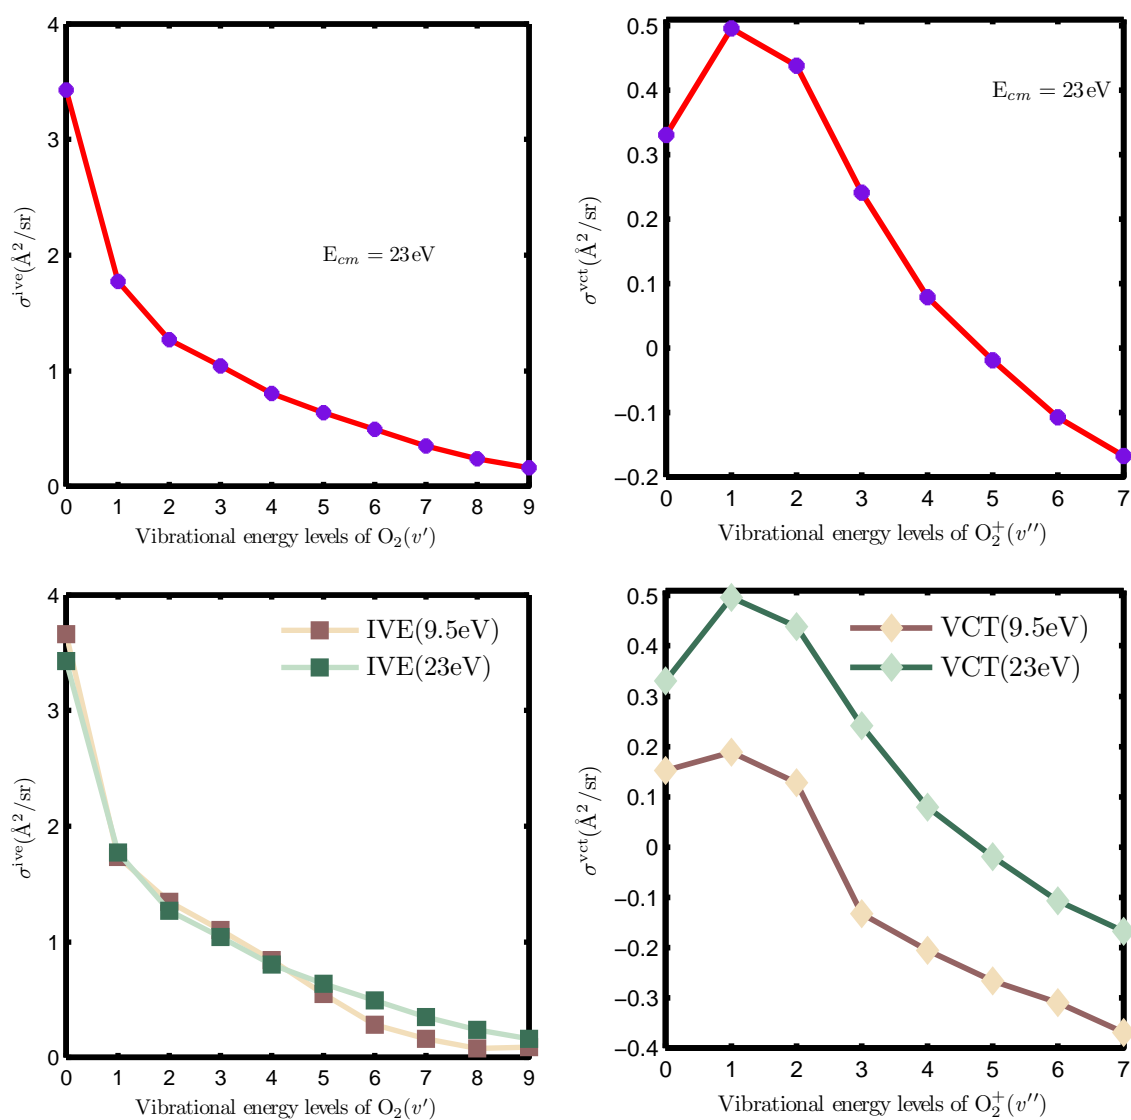 4
3
2
1
0
σ^ive(Å²/sr)
E_cm = 23eV
0 1 2 3 4 5 6 7 8 9
Vibrational energy levels of O₂(v′)
0.5
0.4
0.3
0.2
0.1
0
−0.1
−0.2
σ^vct(Å²/sr)
E_cm = 23eV
0 1 2 3 4 5 6 7
Vibrational energy levels of O₂⁺(v′′)
4
3
2
1
0
σ^ive(Å²/sr)
IVE(9.5eV)
IVE(23eV)
0 1 2 3 4 5 6 7 8 9
Vibrational energy levels of O₂(v′)
0.5
0.4
0.3
0.2
0.1
0
−0.1
−0.2
−0.3
−0.4
σ^vct(Å²/sr)
VCT(9.5eV)
VCT(23eV)
0 1 2 3 4 5 6 7
Vibrational energy levels of O₂⁺(v′′)